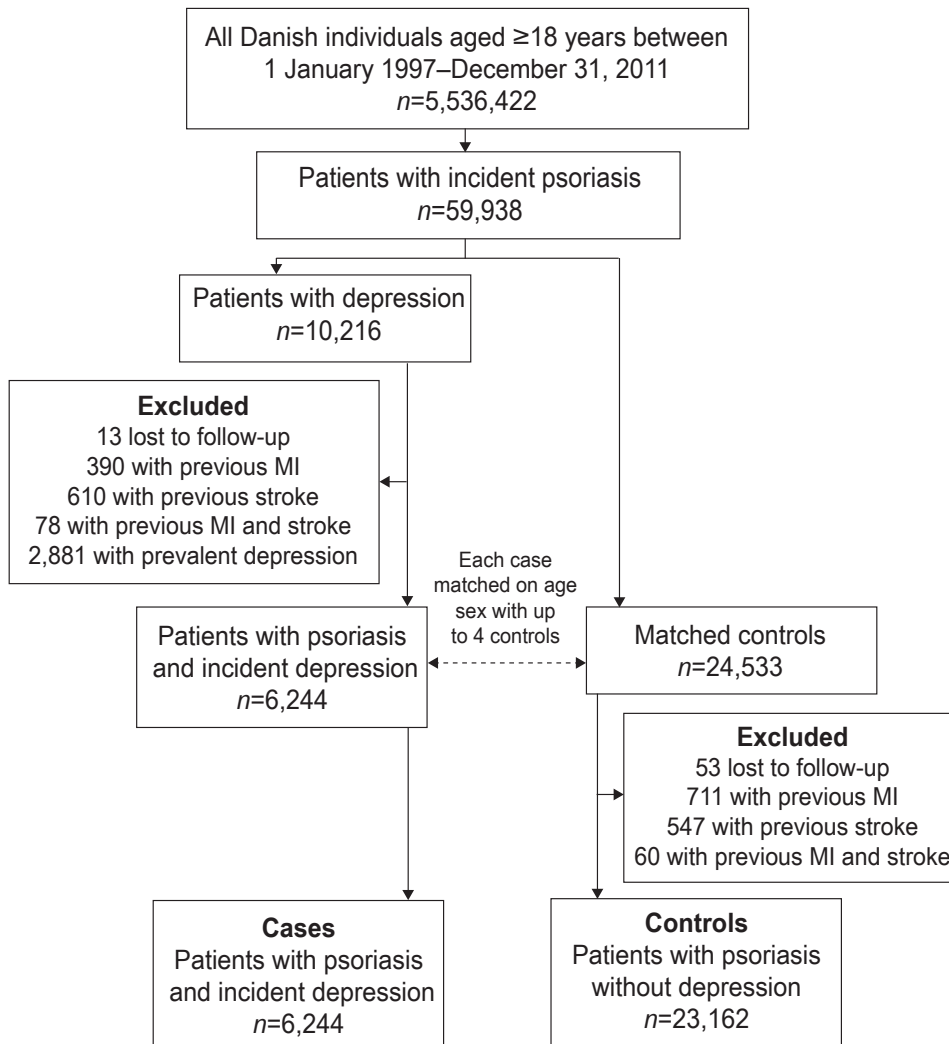 All Danish individuals aged ≥18 years between
1 January 1997–December 31, 2011
n=5,536,422
Patients with incident psoriasis
n=59,938
Patients with depression
n=10,216
Excluded
13 lost to follow-up
390 with previous MI
610 with previous stroke
78 with previous MI and stroke
2,881 with prevalent depression
Each case
matched on age
sex with up
to 4 controls
Patients with psoriasis
and incident depression
n=6,244
Matched controls
n=24,533
Excluded
53 lost to follow-up
711 with previous MI
547 with previous stroke
60 with previous MI and stroke
Cases
Patients with psoriasis
and incident depression
n=6,244
Controls
Patients with psoriasis
without depression
n=23,162